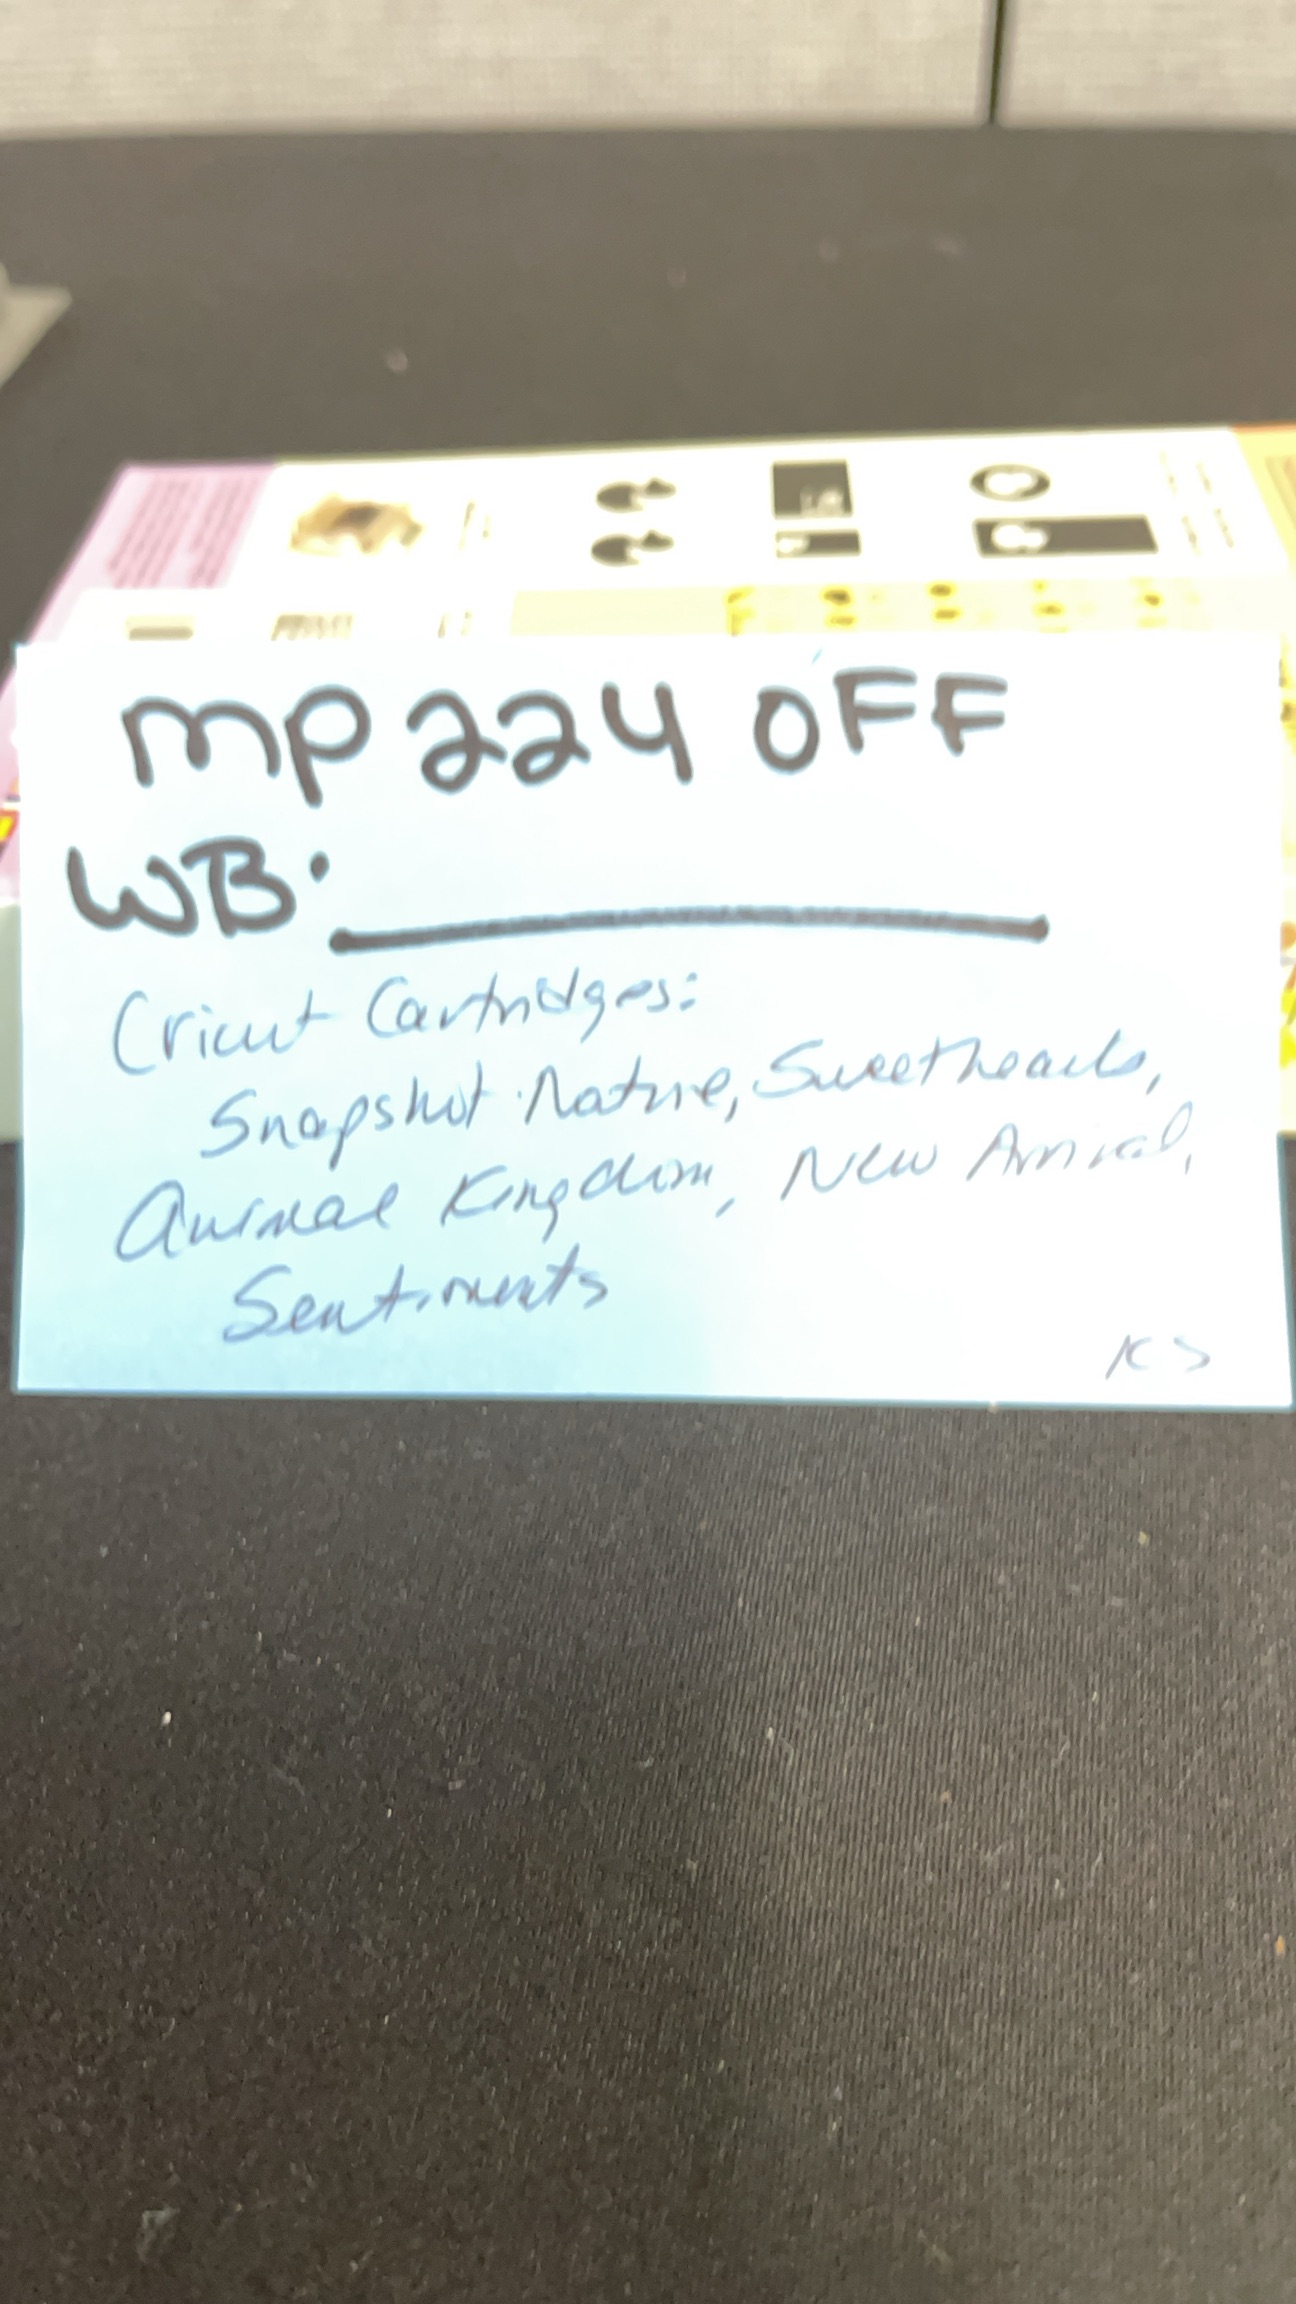 MP 224 OFF
WB: 
Cricut Cartridges:
Snapshot Nature, Sweethearts,
Animal Kingdom, New Arrival,
Sentiments
KS